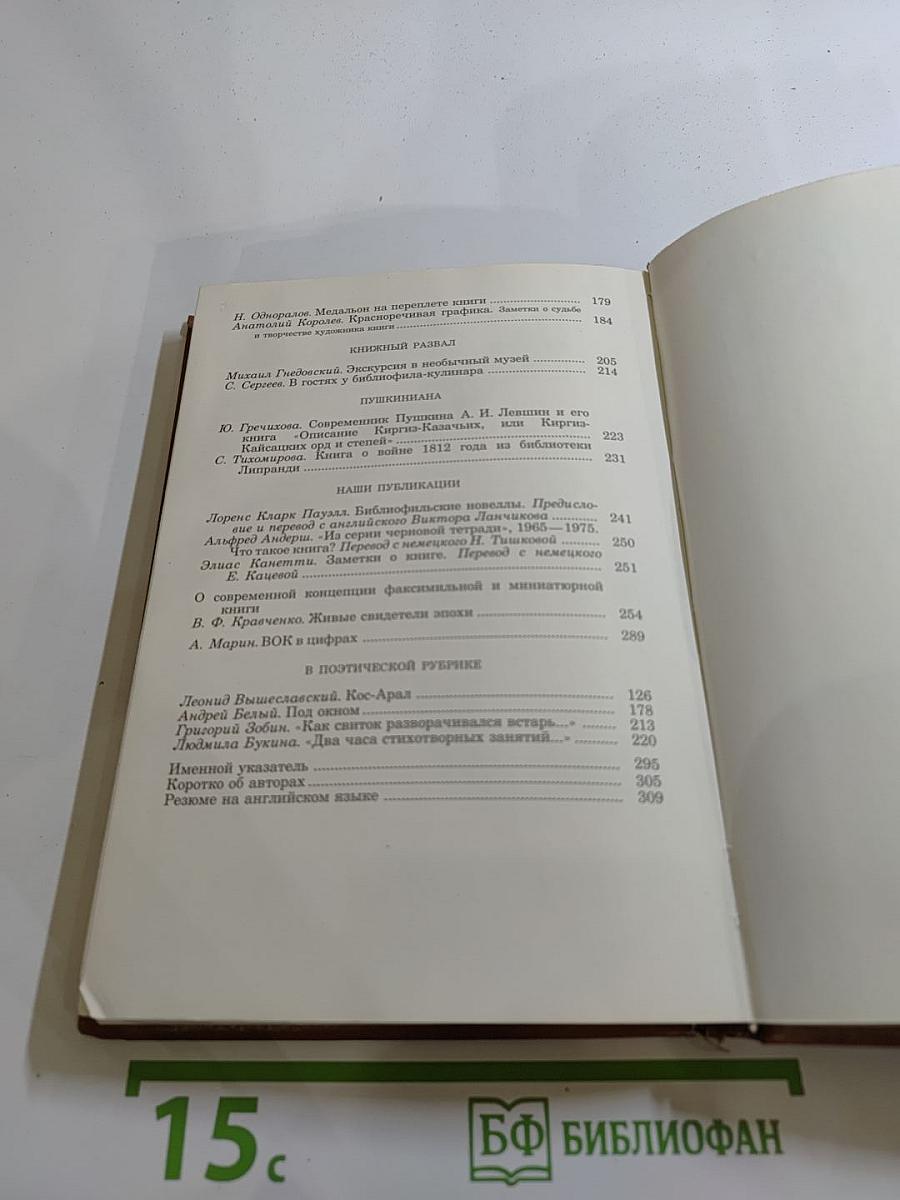 Н. Одноралов. Медальон на переплете книги ........ 179
Анатолий Королев. Красноречивая графика. Заметки о судьбе
и творчестве художника книги ........ 184
КНИЖНЫЙ РАЗВАЛ
Михаил Гнедовский. Экскурсия в необычный музей ........ 205
С. Сергеев. В гостях у библиофила-кулинара ........ 214
ПУШКИНИАНА
Ю. Гречихова. Современник Пушкина А. И. Левшин и его
книга «Описание Киргиз-Казачьих, или Киргиз-
Кайсацких орд и степей» ........ 223
С. Тихомирова. Книга о войне 1812 года из библиотеки
Липранди ........ 231
НАШИ ПУБЛИКАЦИИ
Лоренс Кларк Пауэлл. Библиофильские новеллы. Предисло-
вие и перевод с английского Виктора Ланчикова ........ 241
Альфред Андерш. «Из серии черновой тетради», 1965—1975.
Что такое книга? Перевод с немецкого Н. Тишковой ........ 250
Элиас Канетти. Заметки о книге. Перевод с немецкого
Е. Кацевой ........ 251
О современной концепции факсимильной и миниатюрной
книги
В. Ф. Кравченко. Живые свидетели эпохи ........ 254
А. Марин. ВОК в цифрах ........ 289
В ПОЭТИЧЕСКОЙ РУБРИКЕ
Леонид Вышеславский. Кос-Арал ........ 126
Андрей Белый. Под окном ........ 178
Григорий Зобин. «Как свиток разворачивался встарь...» ........ 213
Людмила Букина. «Два часа стихотворных занятий...» ........ 220
Именной указатель ........ 295
Коротко об авторах ........ 305
Резюме на английском языке ........ 309
15 с
БФ БИБЛИОФАН